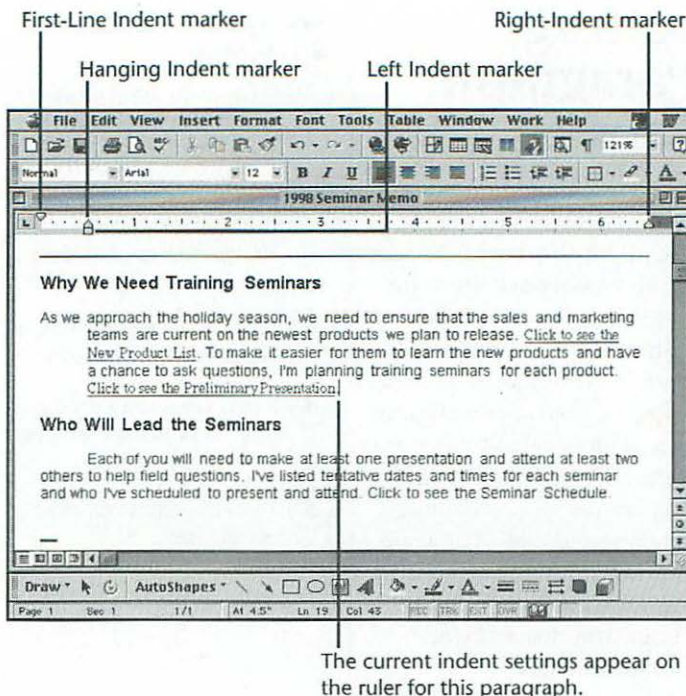 First-Line Indent marker
Right-Indent marker
Hanging Indent marker
Left Indent marker
File Edit View Insert Format Font Tools Table Window Work Help
121%
Normal Arial 12 B I U
1998 Seminar Memo
1 2 3 4 5 6
Why We Need Training Seminars
As we approach the holiday season, we need to ensure that the sales and marketing
teams are current on the newest products we plan to release. Click to see the
New Product List. To make it easier for them to learn the new products and have
a chance to ask questions, I'm planning training seminars for each product.
Click to see the Preliminary Presentation.
Who Will Lead the Seminars
Each of you will need to make at least one presentation and attend at least two
others to help field questions. I've listed tentative dates and times for each seminar
and who I've scheduled to present and attend. Click to see the Seminar Schedule.
Draw AutoShapes
Page 1 Sec 1 1/1 At 4.5" Ln 19 Col 43 REC TRK EXT OVR
The current indent settings appear on
the ruler for this paragraph.